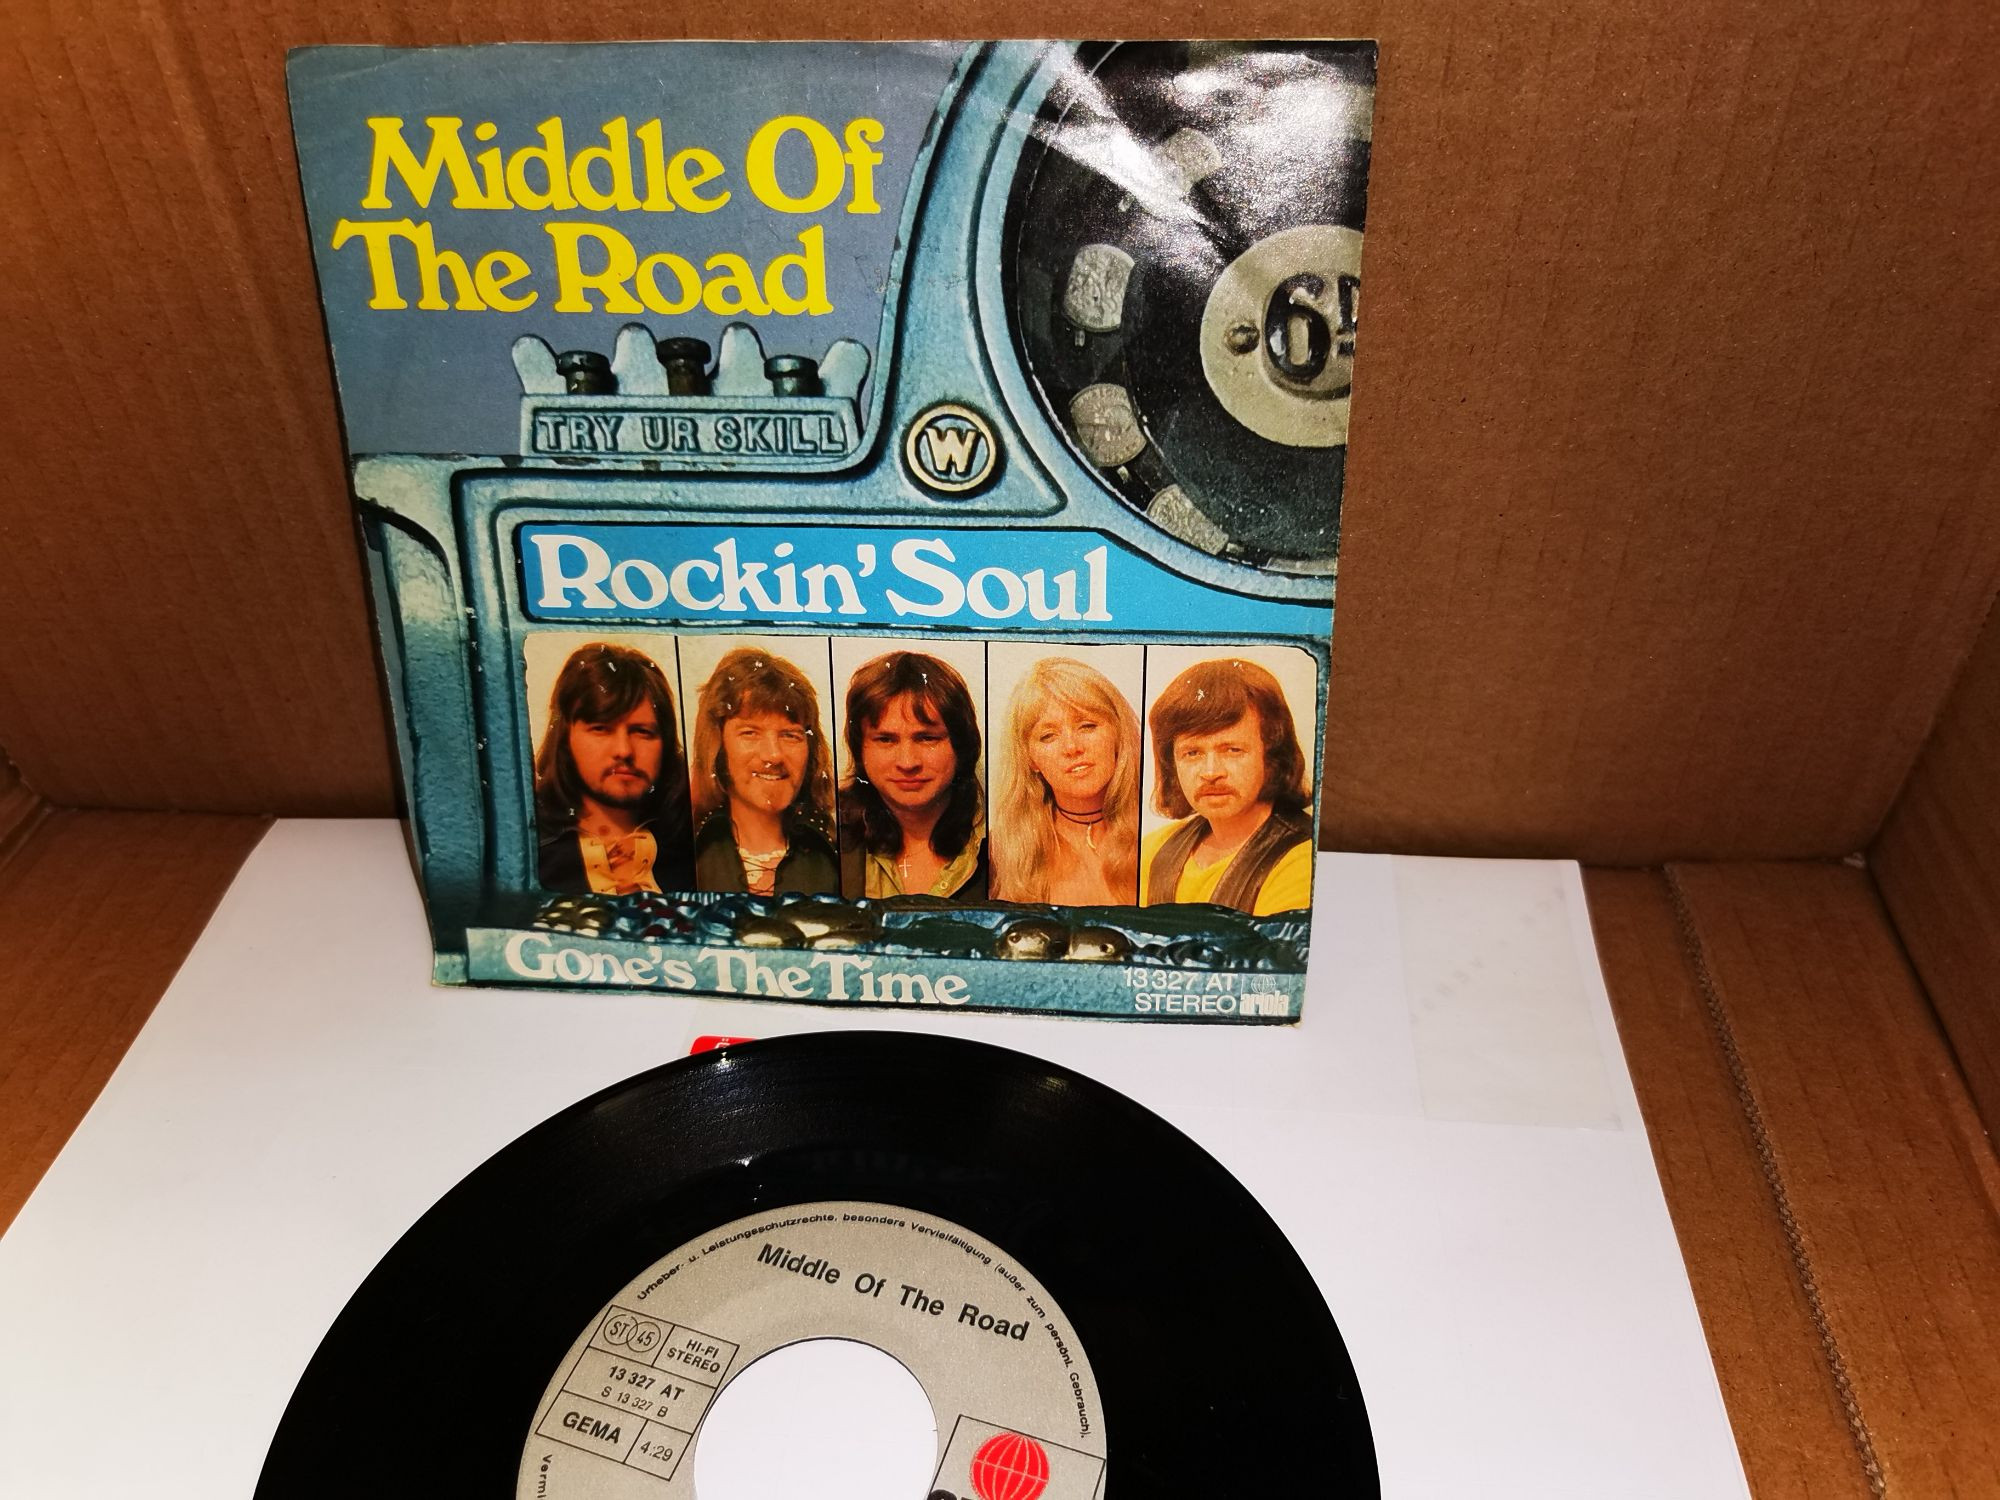 Middle Of
The Road
6D
TRY UR SKILL
W
Rockin' Soul
Gone's The Time
13 327 AT
STEREO
ariola
Urheber- u. Leistungsschutzrechte, besonders Vervielfältigung (außer zum persönl. Gebrauch).
Middle Of The Road
ST 45
HI-FI
STEREO
13 327 AT
S 13 327 B
GEMA
4:29